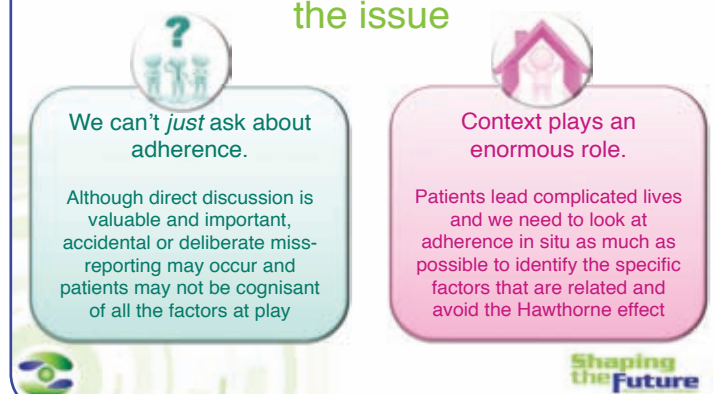 the issue
?
We can't just ask about
adherence.
Although direct discussion is
valuable and important,
accidental or deliberate miss-
reporting may occur and
patients may not be cognisant
of all the factors at play
Context plays an
enormous role.
Patients lead complicated lives
and we need to look at
adherence in situ as much as
possible to identify the specific
factors that are related and
avoid the Hawthorne effect
Shaping
the Future